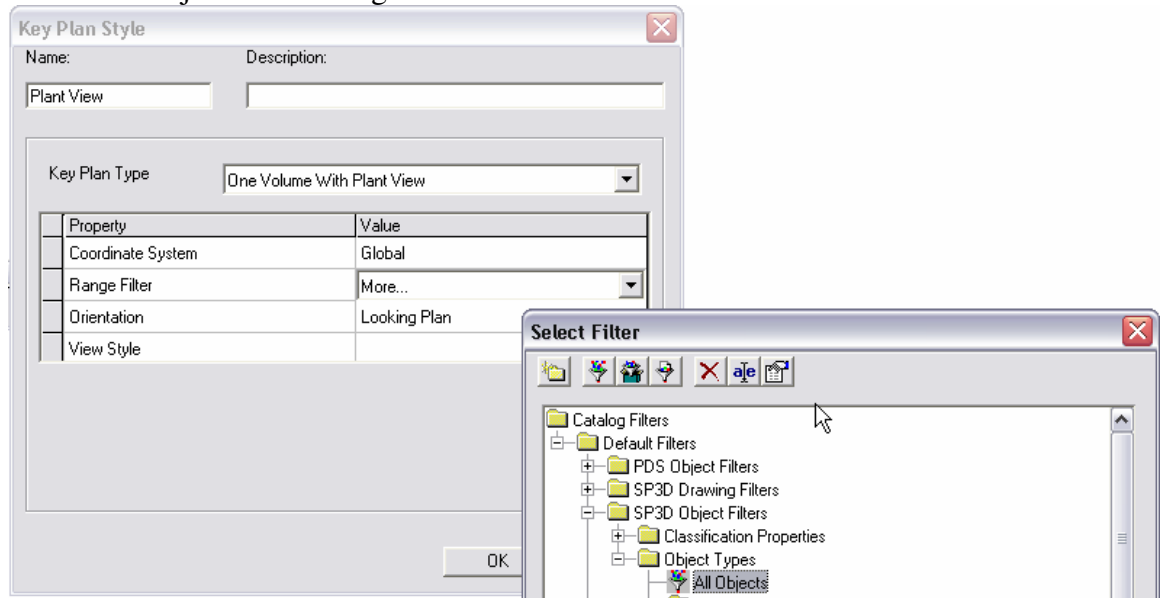 Key Plan Style
Name: Description:
Plant View
Key Plan Type One Volume With Plant View
Property Value
Coordinate System Global
Range Filter More...
Orientation Looking Plan
View Style
OK
Select Filter
a|e
Catalog Filters
Default Filters
PDS Object Filters
SP3D Drawing Filters
SP3D Object Filters
Classification Properties
Object Types
All Objects